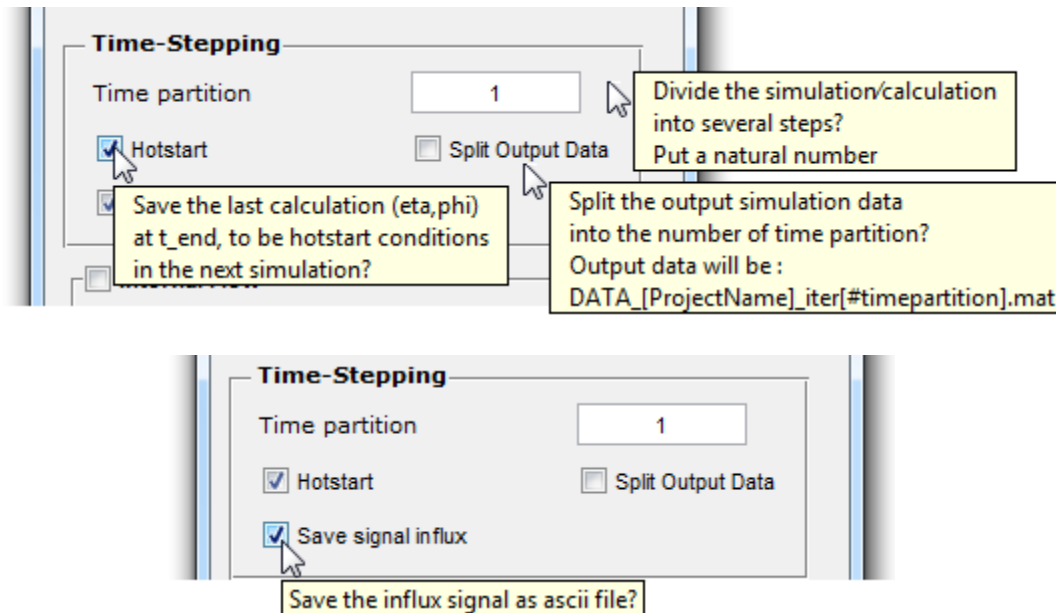 Time-Stepping
Time partition
1
Divide the simulation/calculation
into several steps?
Put a natural number
Hotstart
Split Output Data
Save the last calculation (eta,phi)
at t_end, to be hotstart conditions
in the next simulation?
Split the output simulation data
into the number of time partition?
Output data will be :
DATA_[ProjectName]_iter[#timepartition].mat
Time-Stepping
Time partition
1
Hotstart
Split Output Data
Save signal influx
Save the influx signal as ascii file?